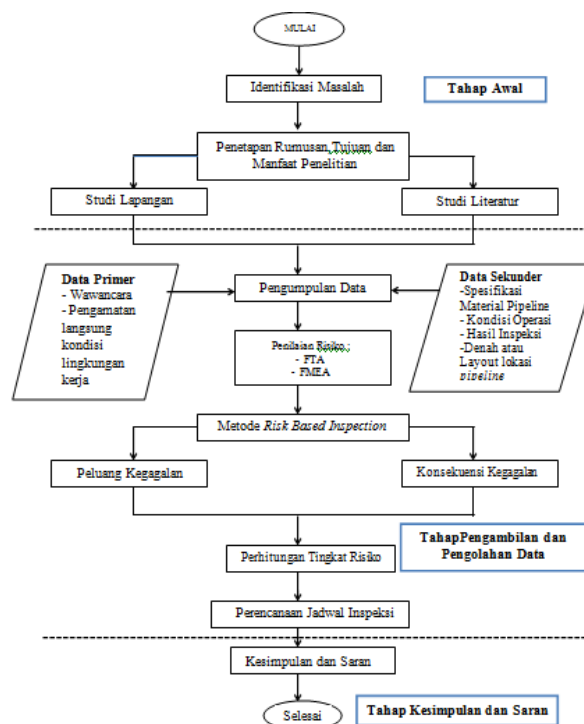 MULAI
Identifikasi Masalah
Tahap Awal
Penetapan Rumusan,Tujuan dan
Manfaat Penelitian
Studi Lapangan
Studi Literatur
Data Primer
- Wawancara
- Pengamatan
langsung
kondisi
lingkungan
kerja
Pengumpulan Data
Data Sekunder
-Spesifikasi
Material Pipeline
- Kondisi Operasi
- Hasil Inspeksi
-Denah atau
Layout lokasi
pipeline
Penilaian Risiko :
- FTA
- FMEA
Metode Risk Based Inspection
Peluang Kegagalan
Konsekuensi Kegagalan
TahapPengambilan dan
Pengolahan Data
Perhitungan Tingkat Risiko
Perencanaan Jadwal Inspeksi
Kesimpulan dan Saran
Tahap Kesimpulan dan Saran
Selesai